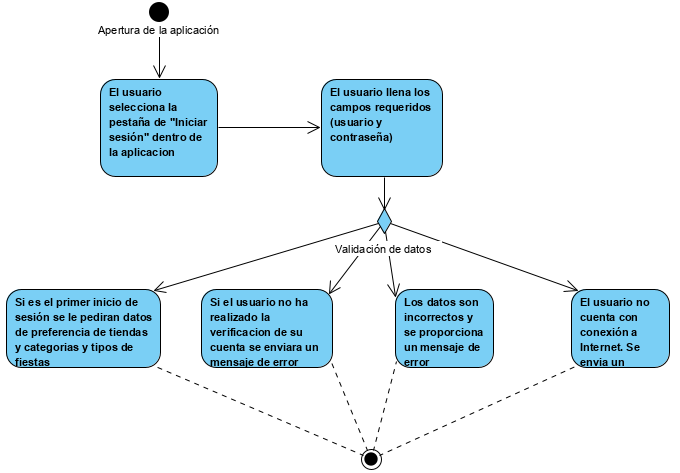 Apertura de la aplicación
El usuario
selecciona la
pestaña de "Iniciar
sesión" dentro de
la aplicacion
El usuario llena los
campos requeridos
(usuario y
contraseña)
Validación de datos
Si es el primer inicio de
sesión se le pediran datos
de preferencia de tiendas
y categorias y tipos de
fiestas
Si el usuario no ha
realizado la
verificacion de su
cuenta se enviara un
mensaje de error
Los datos son
incorrectos y
se proporciona
un mensaje de
error
El usuario no
cuenta con
conexión a
Internet. Se
envia un